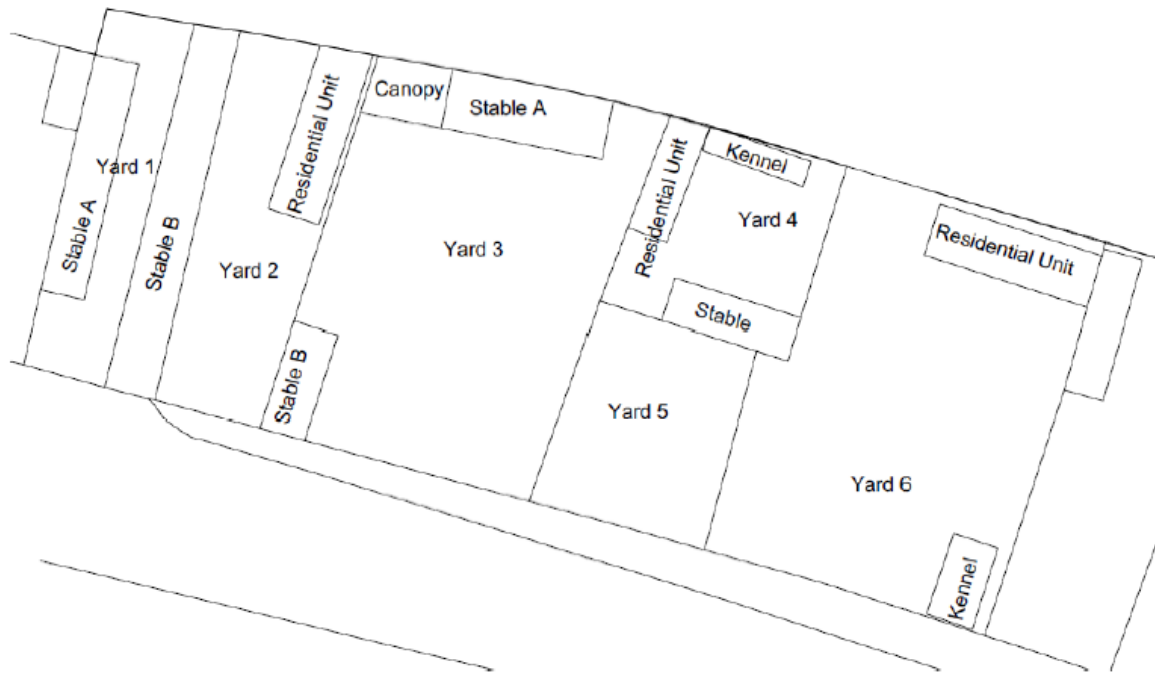 Yard 1
Stable A
Stable B
Yard 2
Residential Unit
Stable B
Canopy
Stable A
Yard 3
Residential Unit
Kennel
Yard 4
Stable
Yard 5
Residential Unit
Yard 6
Kennel